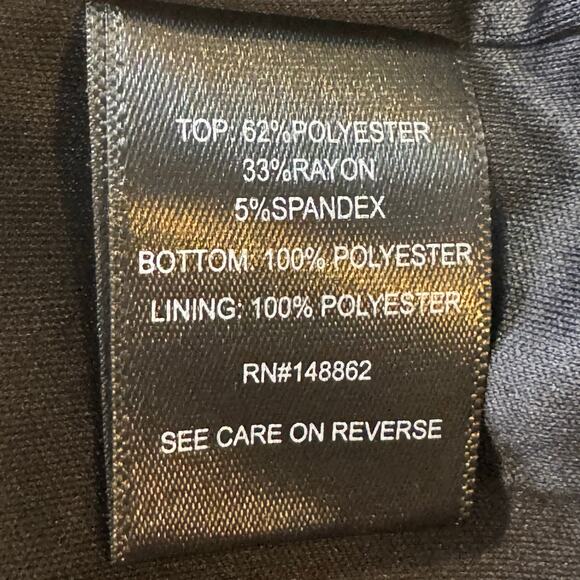 TOP: 62%POLYESTER
33%RAYON
5%SPANDEX
BOTTOM: 100% POLYESTER
LINING: 100% POLYESTER
RN#148862
SEE CARE ON REVERSE